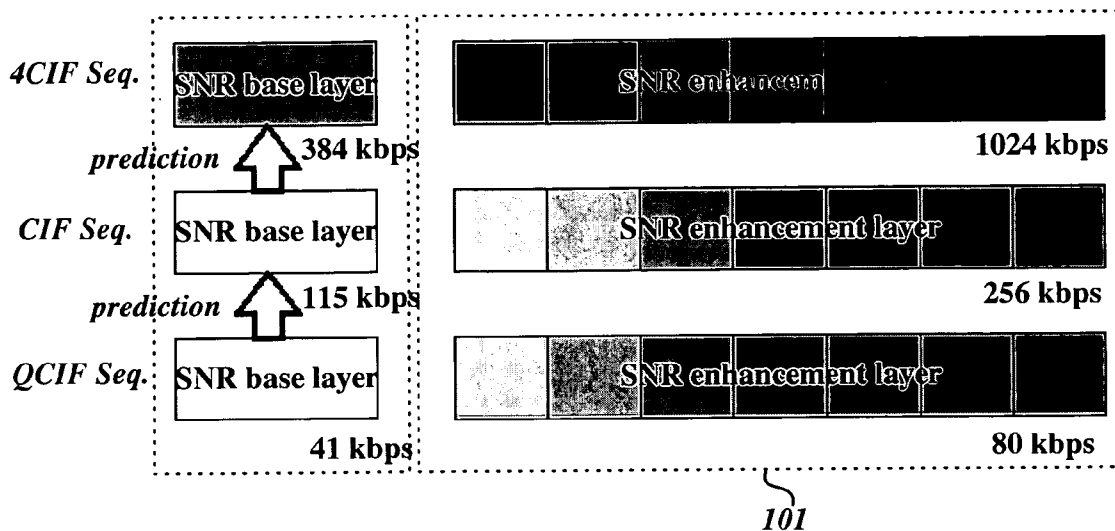 4CIF Seq.
SNR base layer
SNR enhancem
prediction
384 kbps
1024 kbps
CIF Seq.
SNR base layer
SNR enhancement layer
prediction
115 kbps
256 kbps
QCIF Seq.
SNR base layer
SNR enhancement layer
41 kbps
80 kbps
101